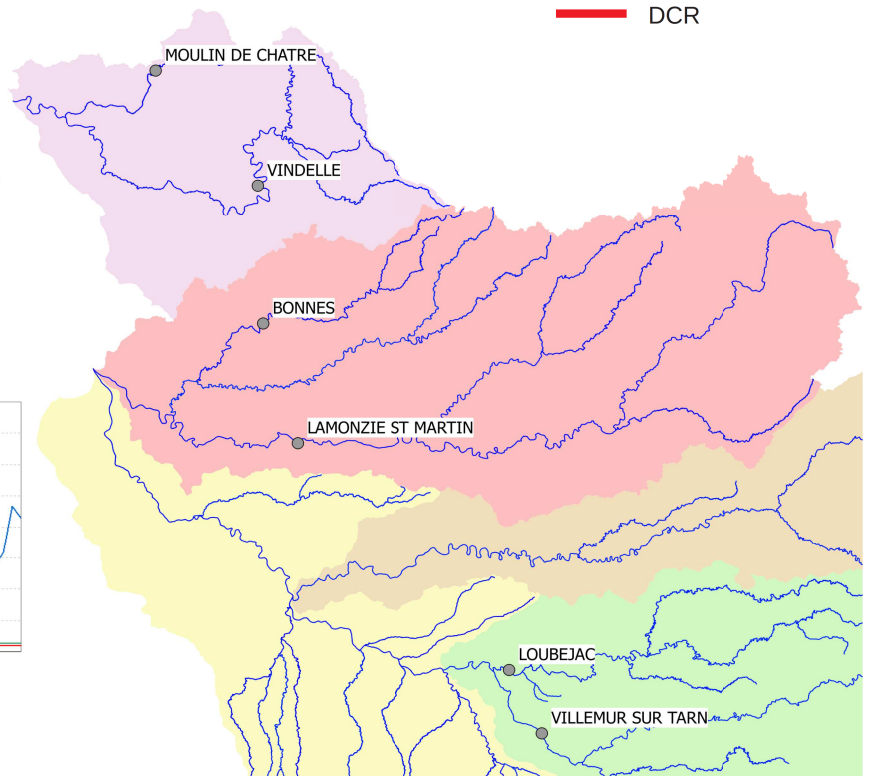 DCR
MOULIN DE CHATRE
VINDELLE
BONNES
LAMONZIE ST MARTIN
LOUBEJAC
VILLEMUR SUR TARN